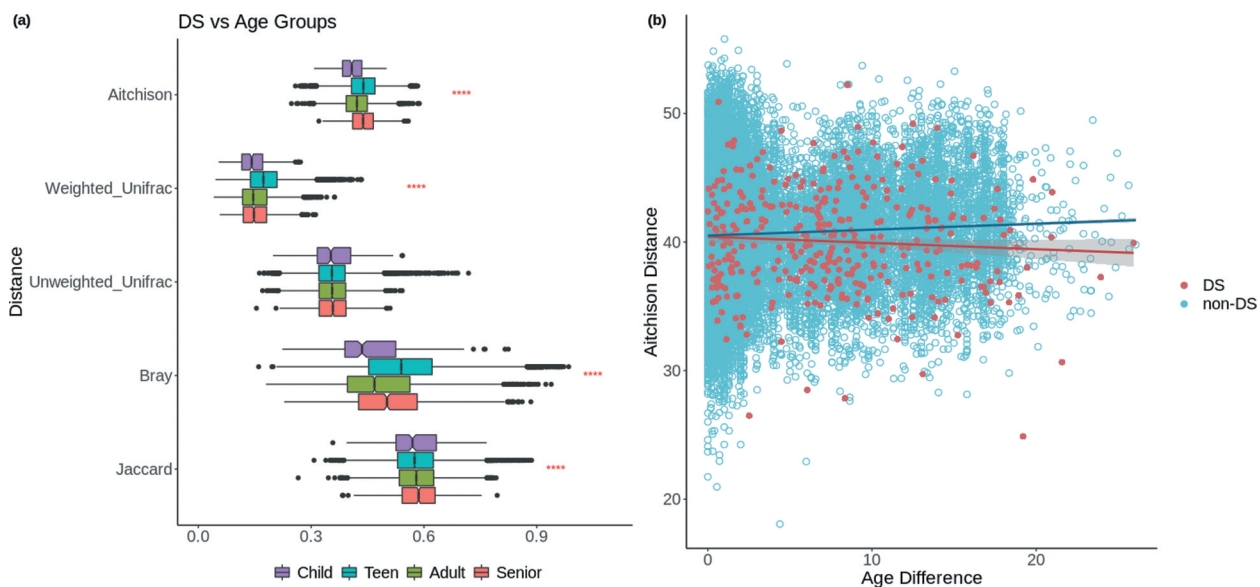 (a)
DS vs Age Groups
Distance
Aitchison
****
Weighted_Unifrac
****
Unweighted_Unifrac
Bray
****
Jaccard
****
0.0 0.3 0.6 0.9
Child Teen Adult Senior
(b)
Aitchison Distance
50
40
30
20
0 10 20
Age Difference
DS
non-DS